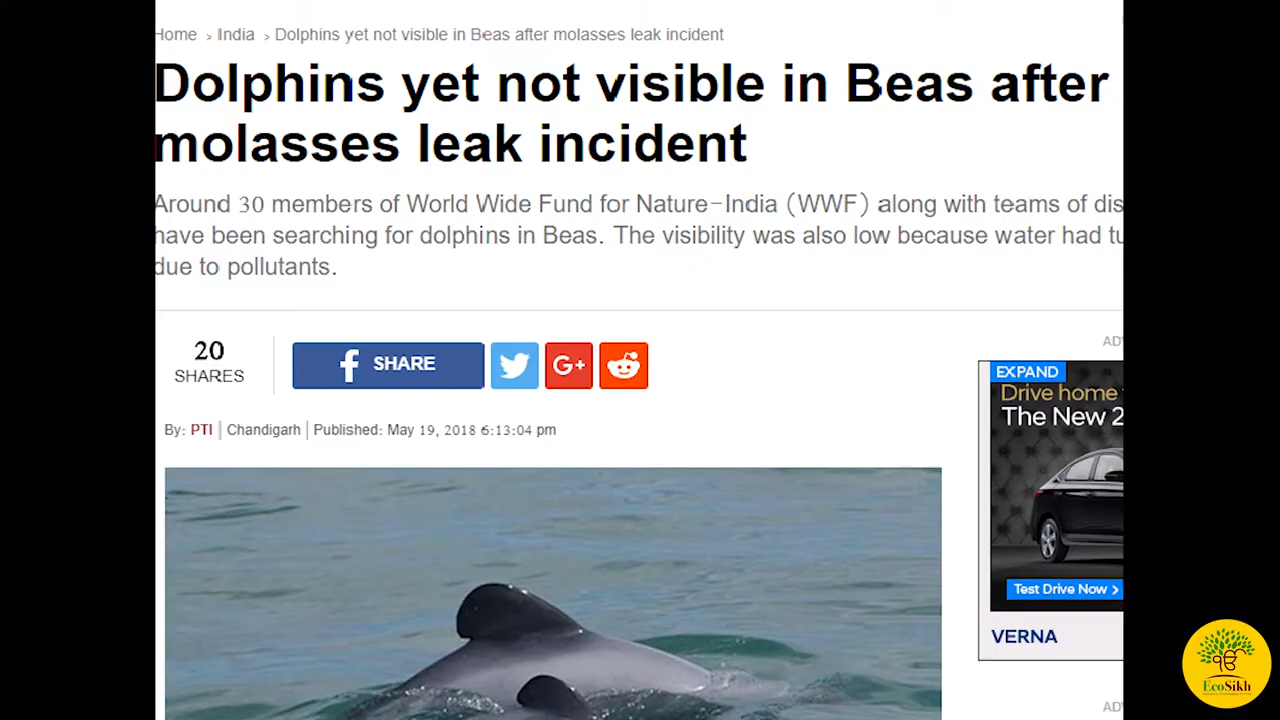 Home > India > Dolphins yet not visible in Beas after molasses leak incident
Dolphins yet not visible in Beas after
molasses leak incident
Around 30 members of World Wide Fund for Nature-India (WWF) along with teams of dis
have been searching for dolphins in Beas. The visibility was also low because water had tu
due to pollutants.
20
SHARES
SHARE
G+
By: PTI | Chandigarh | Published: May 19, 2018 6:13:04 pm
AD
EXPAND
Drive home
The New 2
Test Drive Now >
VERNA
AD
ੴ
EcoSikh